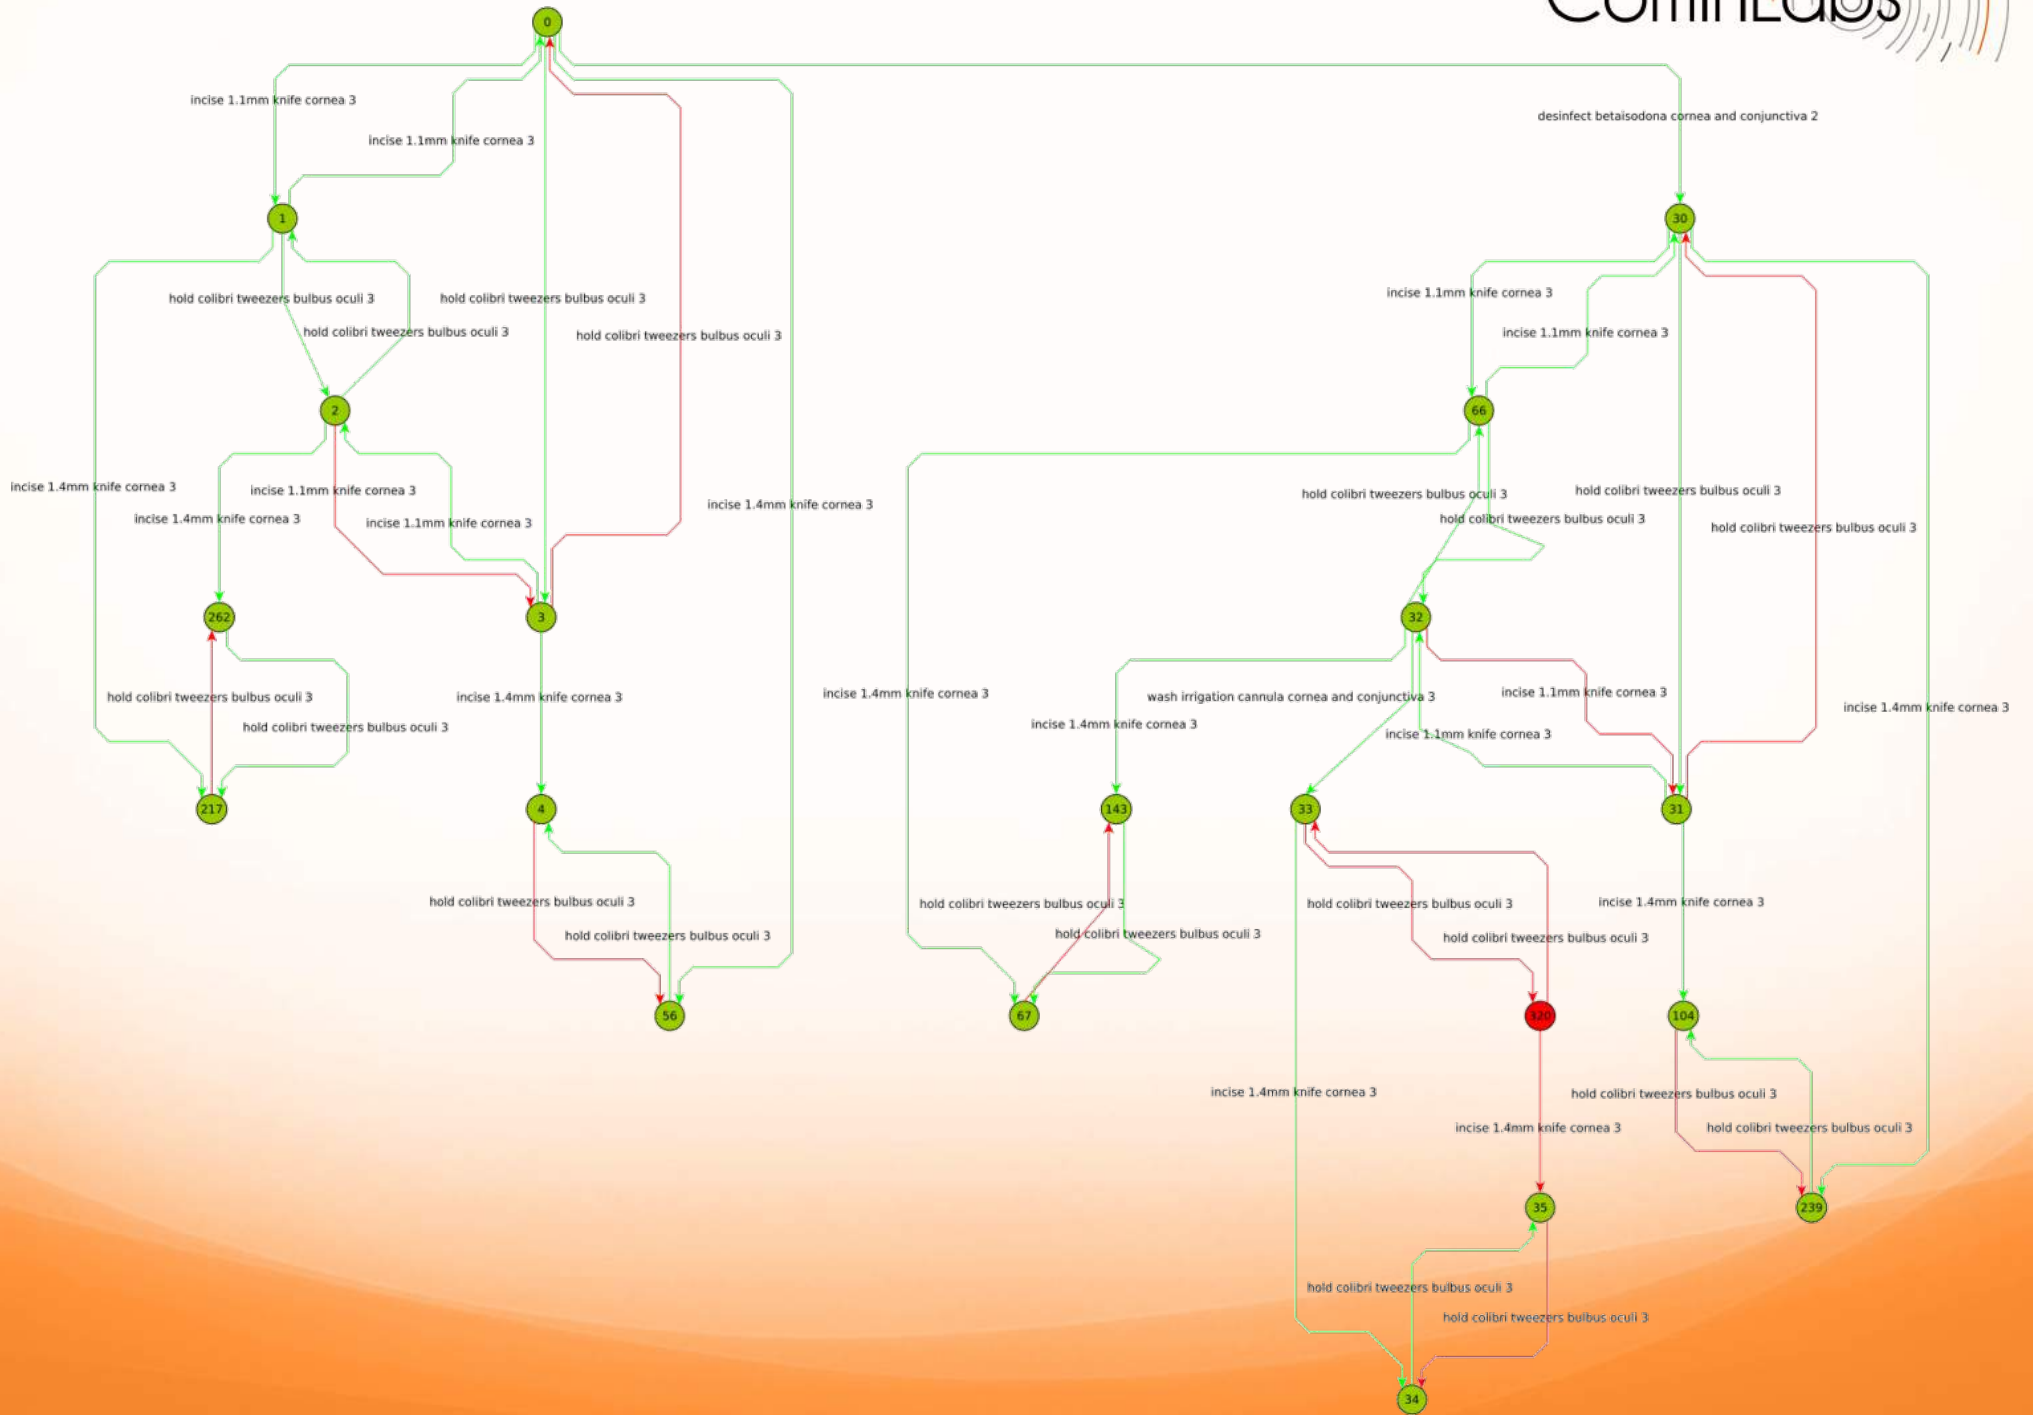 CominLabs
0
incise 1.1mm knife cornea 3
desinfect betaisodona cornea and conjunctiva 2
incise 1.1mm knife cornea 3
1
30
incise 1.1mm knife cornea 3
hold colibri tweezers bulbus oculi 3
hold colibri tweezers bulbus oculi 3
hold colibri tweezers bulbus oculi 3
incise 1.1mm knife cornea 3
hold colibri tweezers bulbus oculi 3
2
66
incise 1.4mm knife cornea 3
incise 1.1mm knife cornea 3
hold colibri tweezers bulbus oculi 3
hold colibri tweezers bulbus oculi 3
incise 1.4mm knife cornea 3
incise 1.4mm knife cornea 3
incise 1.1mm knife cornea 3
hold colibri tweezers bulbus oculi 3
hold colibri tweezers bulbus oculi 3
262
3
32
incise 1.4mm knife cornea 3
incise 1.1mm knife cornea 3
hold colibri tweezers bulbus oculi 3
incise 1.4mm knife cornea 3
wash irrigation cannula cornea and conjunctiva 3
incise 1.4mm knife cornea 3
hold colibri tweezers bulbus oculi 3
incise 1.4mm knife cornea 3
incise 1.1mm knife cornea 3
217
4
143
33
31
hold colibri tweezers bulbus oculi 3
hold colibri tweezers bulbus oculi 3
hold colibri tweezers bulbus oculi 3
incise 1.4mm knife cornea 3
hold colibri tweezers bulbus oculi 3
hold colibri tweezers bulbus oculi 3
hold colibri tweezers bulbus oculi 3
56
67
320
104
incise 1.4mm knife cornea 3
hold colibri tweezers bulbus oculi 3
incise 1.4mm knife cornea 3
hold colibri tweezers bulbus oculi 3
35
239
hold colibri tweezers bulbus oculi 3
hold colibri tweezers bulbus oculi 3
34